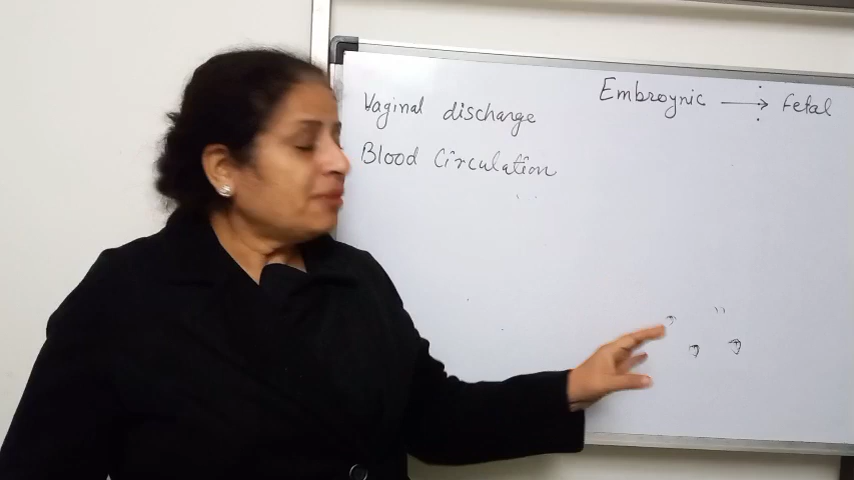 Vaginal discharge
Blood Circulation
Embroynic → Fetal